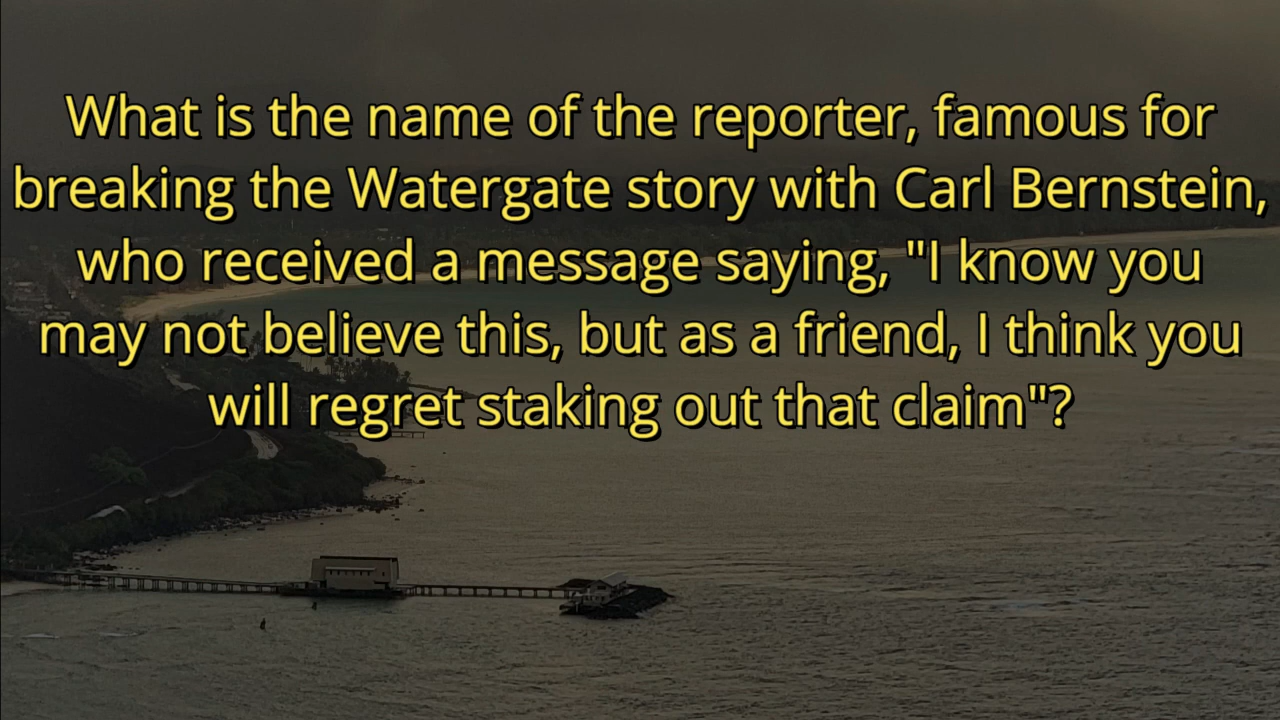 What is the name of the reporter, famous for
breaking the Watergate story with Carl Bernstein,
who received a message saying, "I know you
may not believe this, but as a friend, I think you
will regret staking out that claim"?